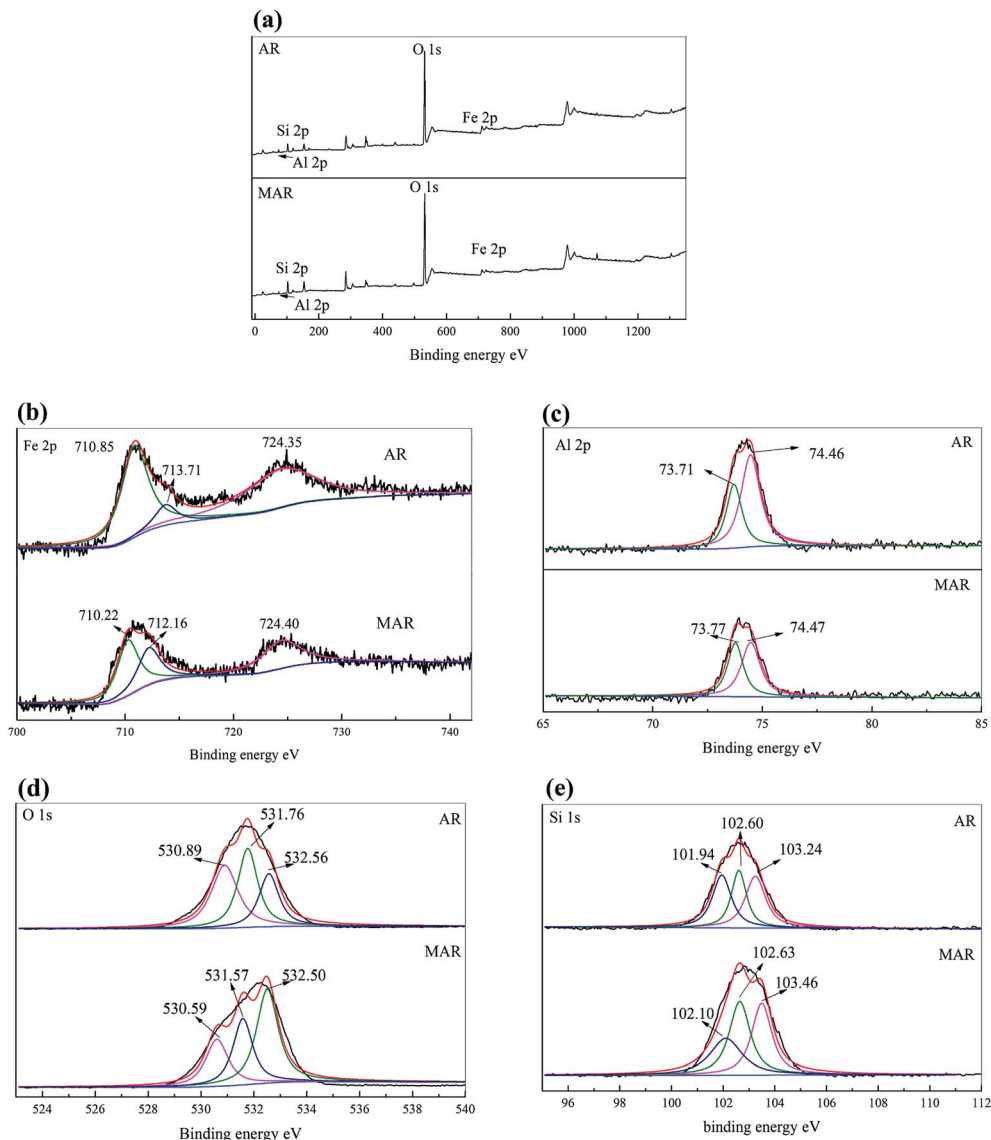 (a)
AR
O 1s
Fe 2p
Si 2p
Al 2p
MAR
O 1s
Fe 2p
Si 2p
Al 2p
0 200 400 600 800 1000 1200
Binding energy eV
(b)
Fe 2p
710.85
713.71
724.35
AR
710.22
712.16
724.40
MAR
700 710 720 730 740
Binding energy eV
(c)
Al 2p
AR
73.71
74.46
MAR
73.77
74.47
65 70 75 80 85
Binding energy eV
(d)
O 1s
AR
531.76
530.89
532.56
MAR
531.57
532.50
530.59
524 526 528 530 532 534 536 538 540
Binding energy eV
(e)
Si 1s
AR
102.60
101.94
103.24
MAR
102.63
103.46
102.10
96 98 100 102 104 106 108 110 112
binding energy eV